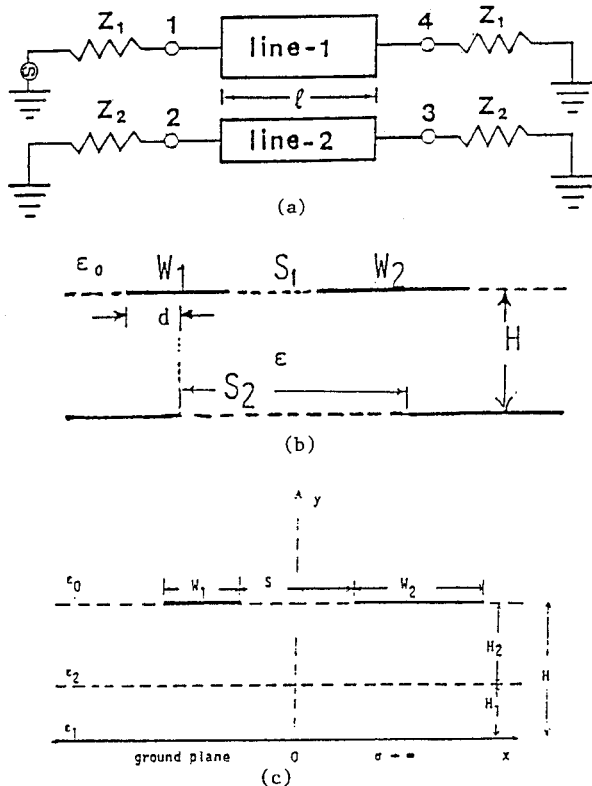 Z₁ 1 line-1 4 Z₁
S
ℓ
Z₂ 2 line-2 3 Z₂
(a)
ε₀ W₁ S₁ W₂
d H
ε
S₂
(b)
y
ε₀ W₁ S W₂
H₂
ε₂ H
H₁
ε₁
ground plane 0 σ → ∞ x
(c)